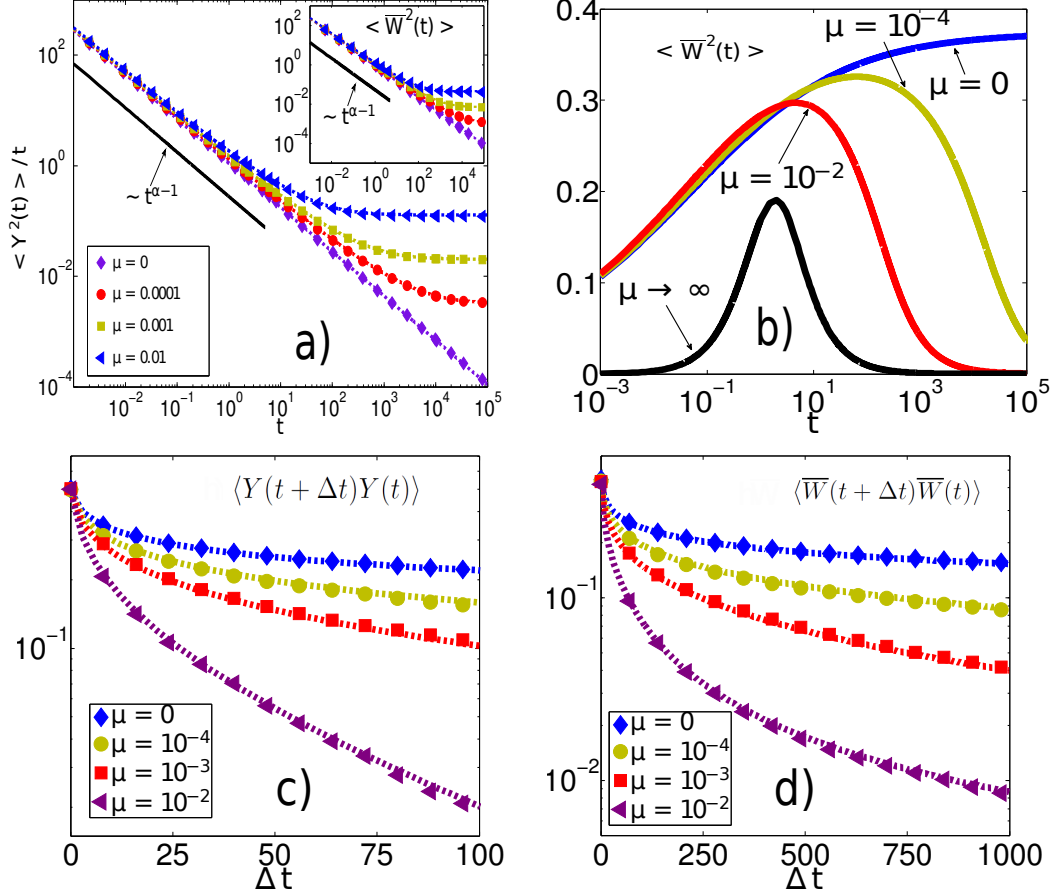 < Y²(t) > / t
10²
10⁰
10⁻²
10⁻⁴
10⁻²
10⁻¹
10⁰
10¹
10²
10³
10⁴
10⁵
t
~ t^{α-1}
μ = 0
μ = 0.0001
μ = 0.001
μ = 0.01
a)
< W̅²(t) >
10²
10⁰
10⁻²
10⁻⁴
10⁻²
10⁰
10²
10⁴
~ t^{α-1}
0.4
0.3
0.2
0.1
0
10⁻³
10⁻¹
10¹
10³
10⁵
t
< W̅²(t) >
μ = 10⁻⁴
μ = 0
μ = 10⁻²
μ → ∞
b)
⟨Y(t + Δt)Y(t)⟩
10⁻¹
μ = 0
μ = 10⁻⁴
μ = 10⁻³
μ = 10⁻²
c)
0
25
50
75
100
Δt
⟨W̅(t + Δt)W̅(t)⟩
10⁻¹
10⁻²
μ = 0
μ = 10⁻⁴
μ = 10⁻³
μ = 10⁻²
d)
0
250
500
750
1000
Δt